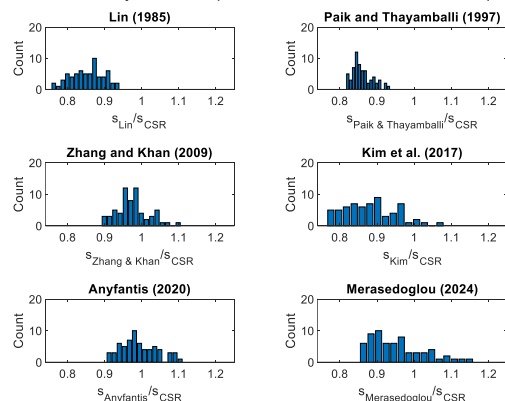 Lin (1985)
20
10
0
Count
0.8 0.9 1 1.1 1.2
s_Lin/s_CSR
Paik and Thayamballi (1997)
20
10
0
Count
0.8 0.9 1 1.1 1.2
s_Paik & Thayamballi/s_CSR
Zhang and Khan (2009)
20
10
0
Count
0.8 0.9 1 1.1 1.2
s_Zhang & Khan/s_CSR
Kim et al. (2017)
20
10
0
Count
0.8 0.9 1 1.1 1.2
s_Kim/s_CSR
Anyfantis (2020)
20
10
0
Count
0.8 0.9 1 1.1 1.2
s_Anyfantis/s_CSR
Merasedoglou (2024)
20
10
0
Count
0.8 0.9 1 1.1 1.2
s_Merasedoglou/s_CSR